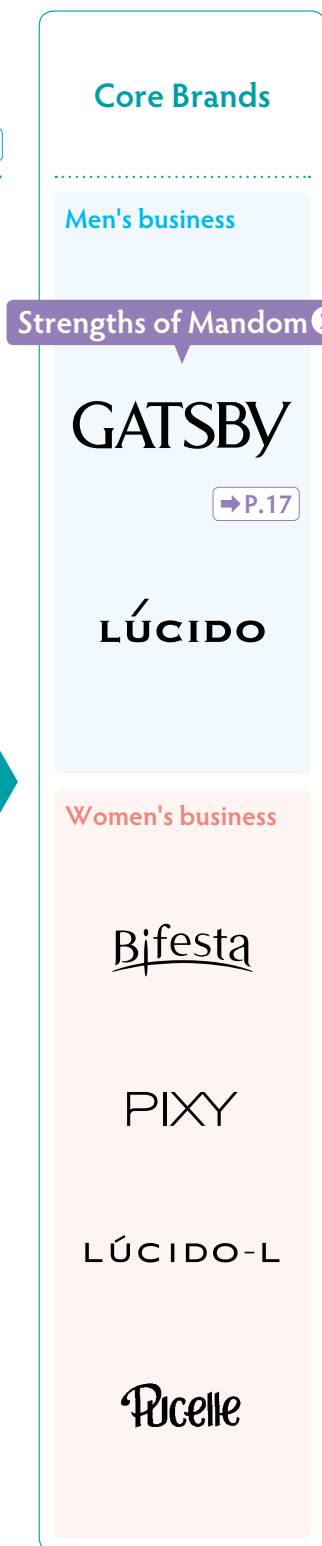 Core Brands
Men's business
Strengths of Mandom
GATSBY
➡P.17
LÚCIDO
Women's business
Bifesta
PIXY
LÚCIDO-L
Pucelle